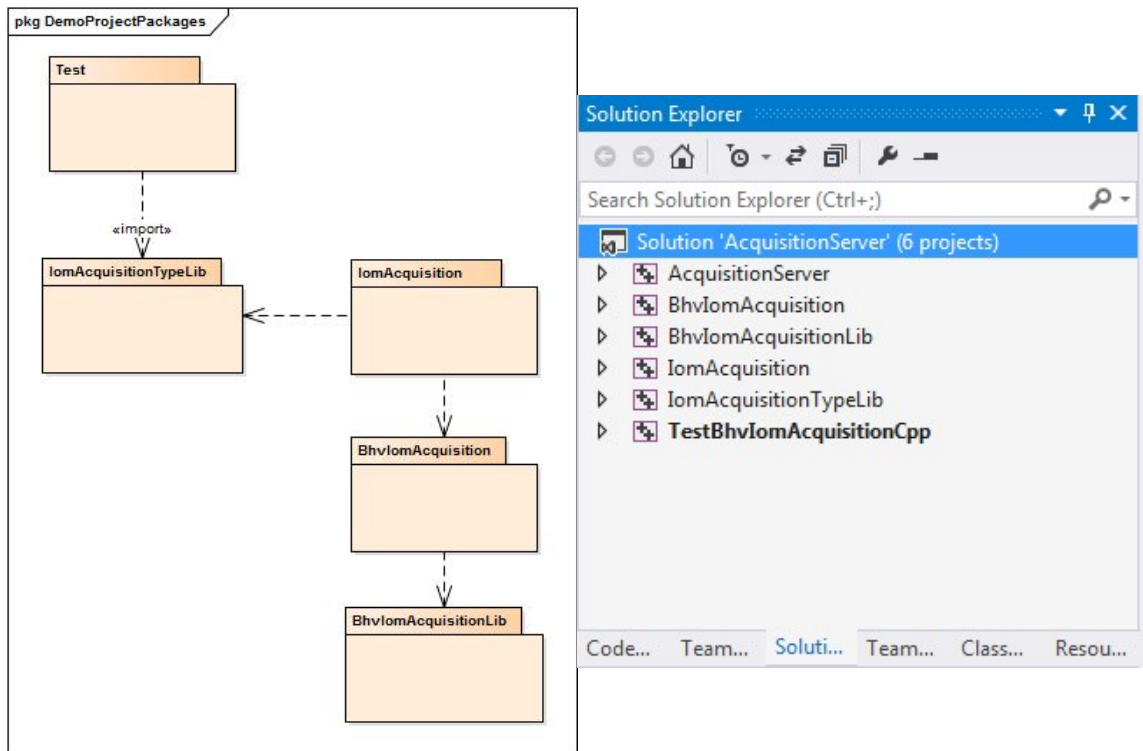 pkg DemoProjectPackages
Test
«import»
IomAcquisitionTypeLib
IomAcquisition
BhvIomAcquisition
BhvIomAcquisitionLib
Solution Explorer
Search Solution Explorer (Ctrl+;)
Solution 'AcquisitionServer' (6 projects)
AcquisitionServer
BhvIomAcquisition
BhvIomAcquisitionLib
IomAcquisition
IomAcquisitionTypeLib
TestBhvIomAcquisitionCpp
Code... Team... Soluti... Team... Class... Resou...